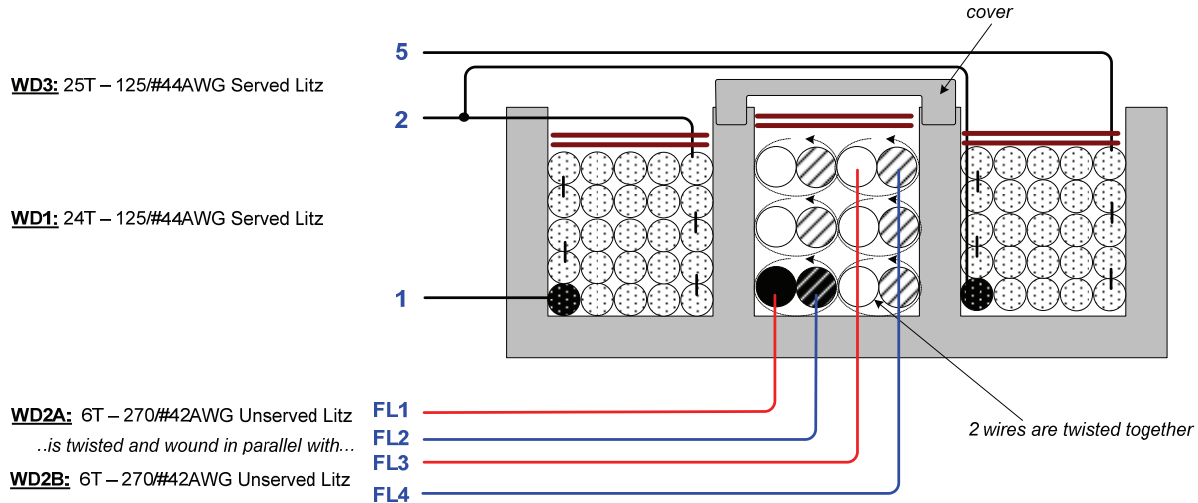 cover
5
WD3: 25T – 125/#44AWG Served Litz
2
WD1: 24T – 125/#44AWG Served Litz
1
WD2A: 6T – 270/#42AWG Unserved Litz
FL1
..is twisted and wound in parallel with...
FL2
2 wires are twisted together
FL3
WD2B: 6T – 270/#42AWG Unserved Litz
FL4